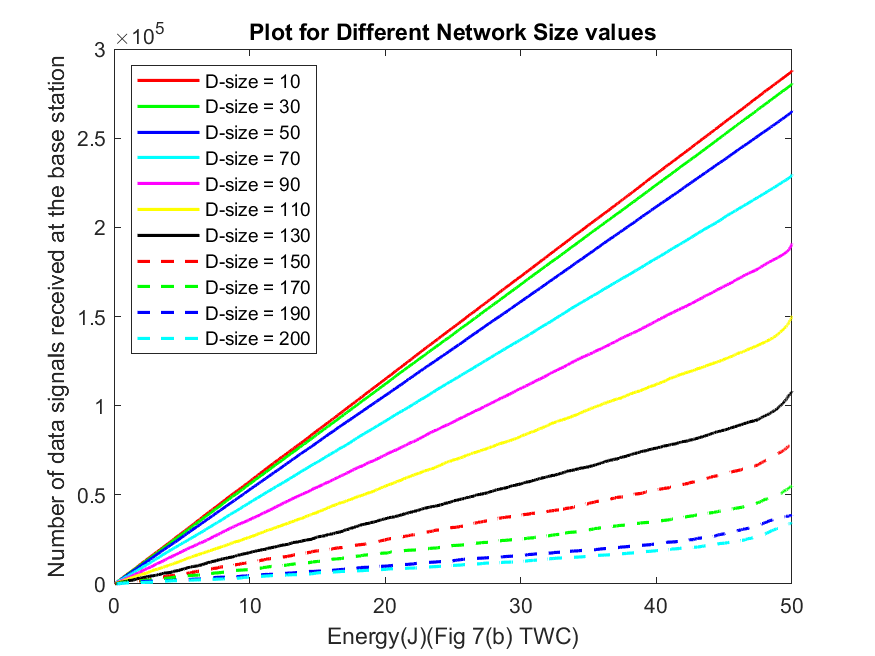 Plot for Different Network Size values
×10^5
3
2.5
2
1.5
1
0.5
0
Number of data signals received at the base station
D-size = 10
D-size = 30
D-size = 50
D-size = 70
D-size = 90
D-size = 110
D-size = 130
D-size = 150
D-size = 170
D-size = 190
D-size = 200
0 10 20 30 40 50
Energy(J)(Fig 7(b) TWC)